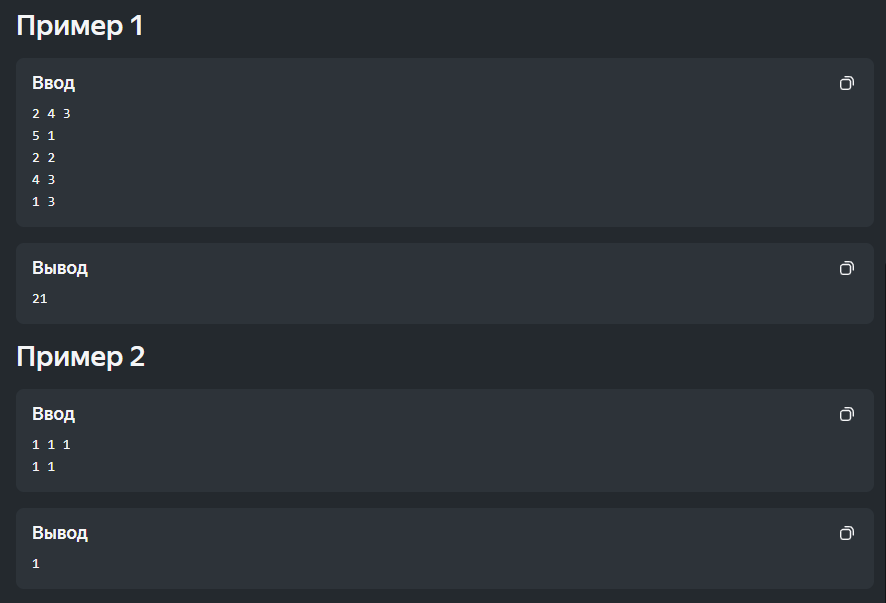 Пример 1
Ввод
2 4 3
5 1
2 2
4 3
1 3
Вывод
21
Пример 2
Ввод
1 1 1
1 1
Вывод
1